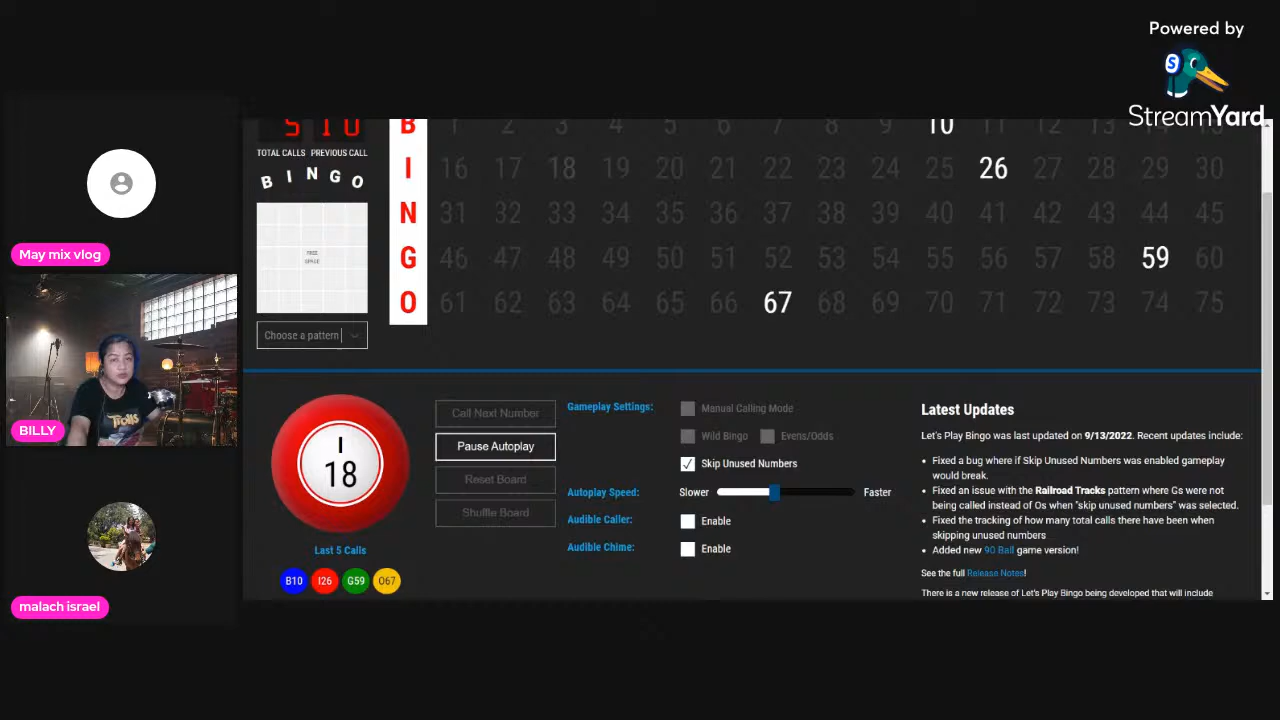 Powered by
S
StreamYard
5 10
TOTAL CALLS PREVIOUS CALL
B I N G O
FREE
SPACE
Choose a pattern
B 1 2 3 4 5 6 7 8 9 10 11 12 13 14 15
I 16 17 18 19 20 21 22 23 24 25 26 27 28 29 30
N 31 32 33 34 35 36 37 38 39 40 41 42 43 44 45
G 46 47 48 49 50 51 52 53 54 55 56 57 58 59 60
O 61 62 63 64 65 66 67 68 69 70 71 72 73 74 75
May mix vlog
Trolls
BILLY
malach israel
I
18
Last 5 Calls
B10 I26 G59 O67
Call Next Number
Pause Autoplay
Reset Board
Shuffle Board
Gameplay Settings:
Manual Calling Mode
Wild Bingo Evens/Odds
Skip Unused Numbers
Autoplay Speed: Slower Faster
Audible Caller: Enable
Audible Chime: Enable
Latest Updates
Let's Play Bingo was last updated on 9/13/2022. Recent updates include:
• Fixed a bug where if Skip Unused Numbers was enabled gameplay
would break.
• Fixed an issue with the Railroad Tracks pattern where Gs were not
being called instead of Os when "skip unused numbers" was selected.
• Fixed the tracking of how many total calls there have been when
skipping unused numbers
• Added new 90 Ball game version!
See the full Release Notes!
There is a new release of Let's Play Bingo being developed that will include